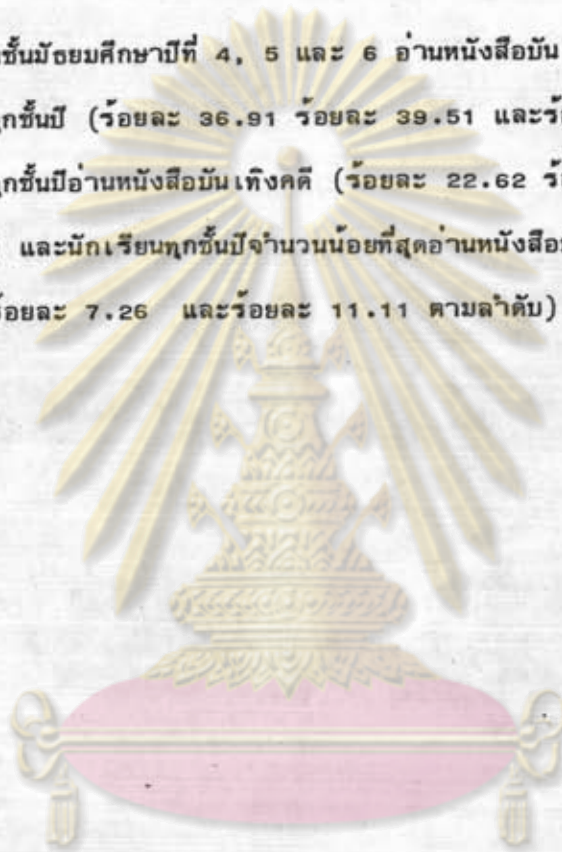 ชั้นมัธยมศึกษาปีที่ 4, 5 และ 6 อ่านหนังสือบัน
กชั้นปี (ร้อยละ 36.91 ร้อยละ 39.51 และร้
กชั้นปีอ่านหนังสือบันเทิงคดี (ร้อยละ 22.62 ร้
และนักเรียนทุกชั้นปีจำนวนน้อยที่สุดอ่านหนังสือ
อยละ 7.26 และร้อยละ 11.11 ตามลำดับ)